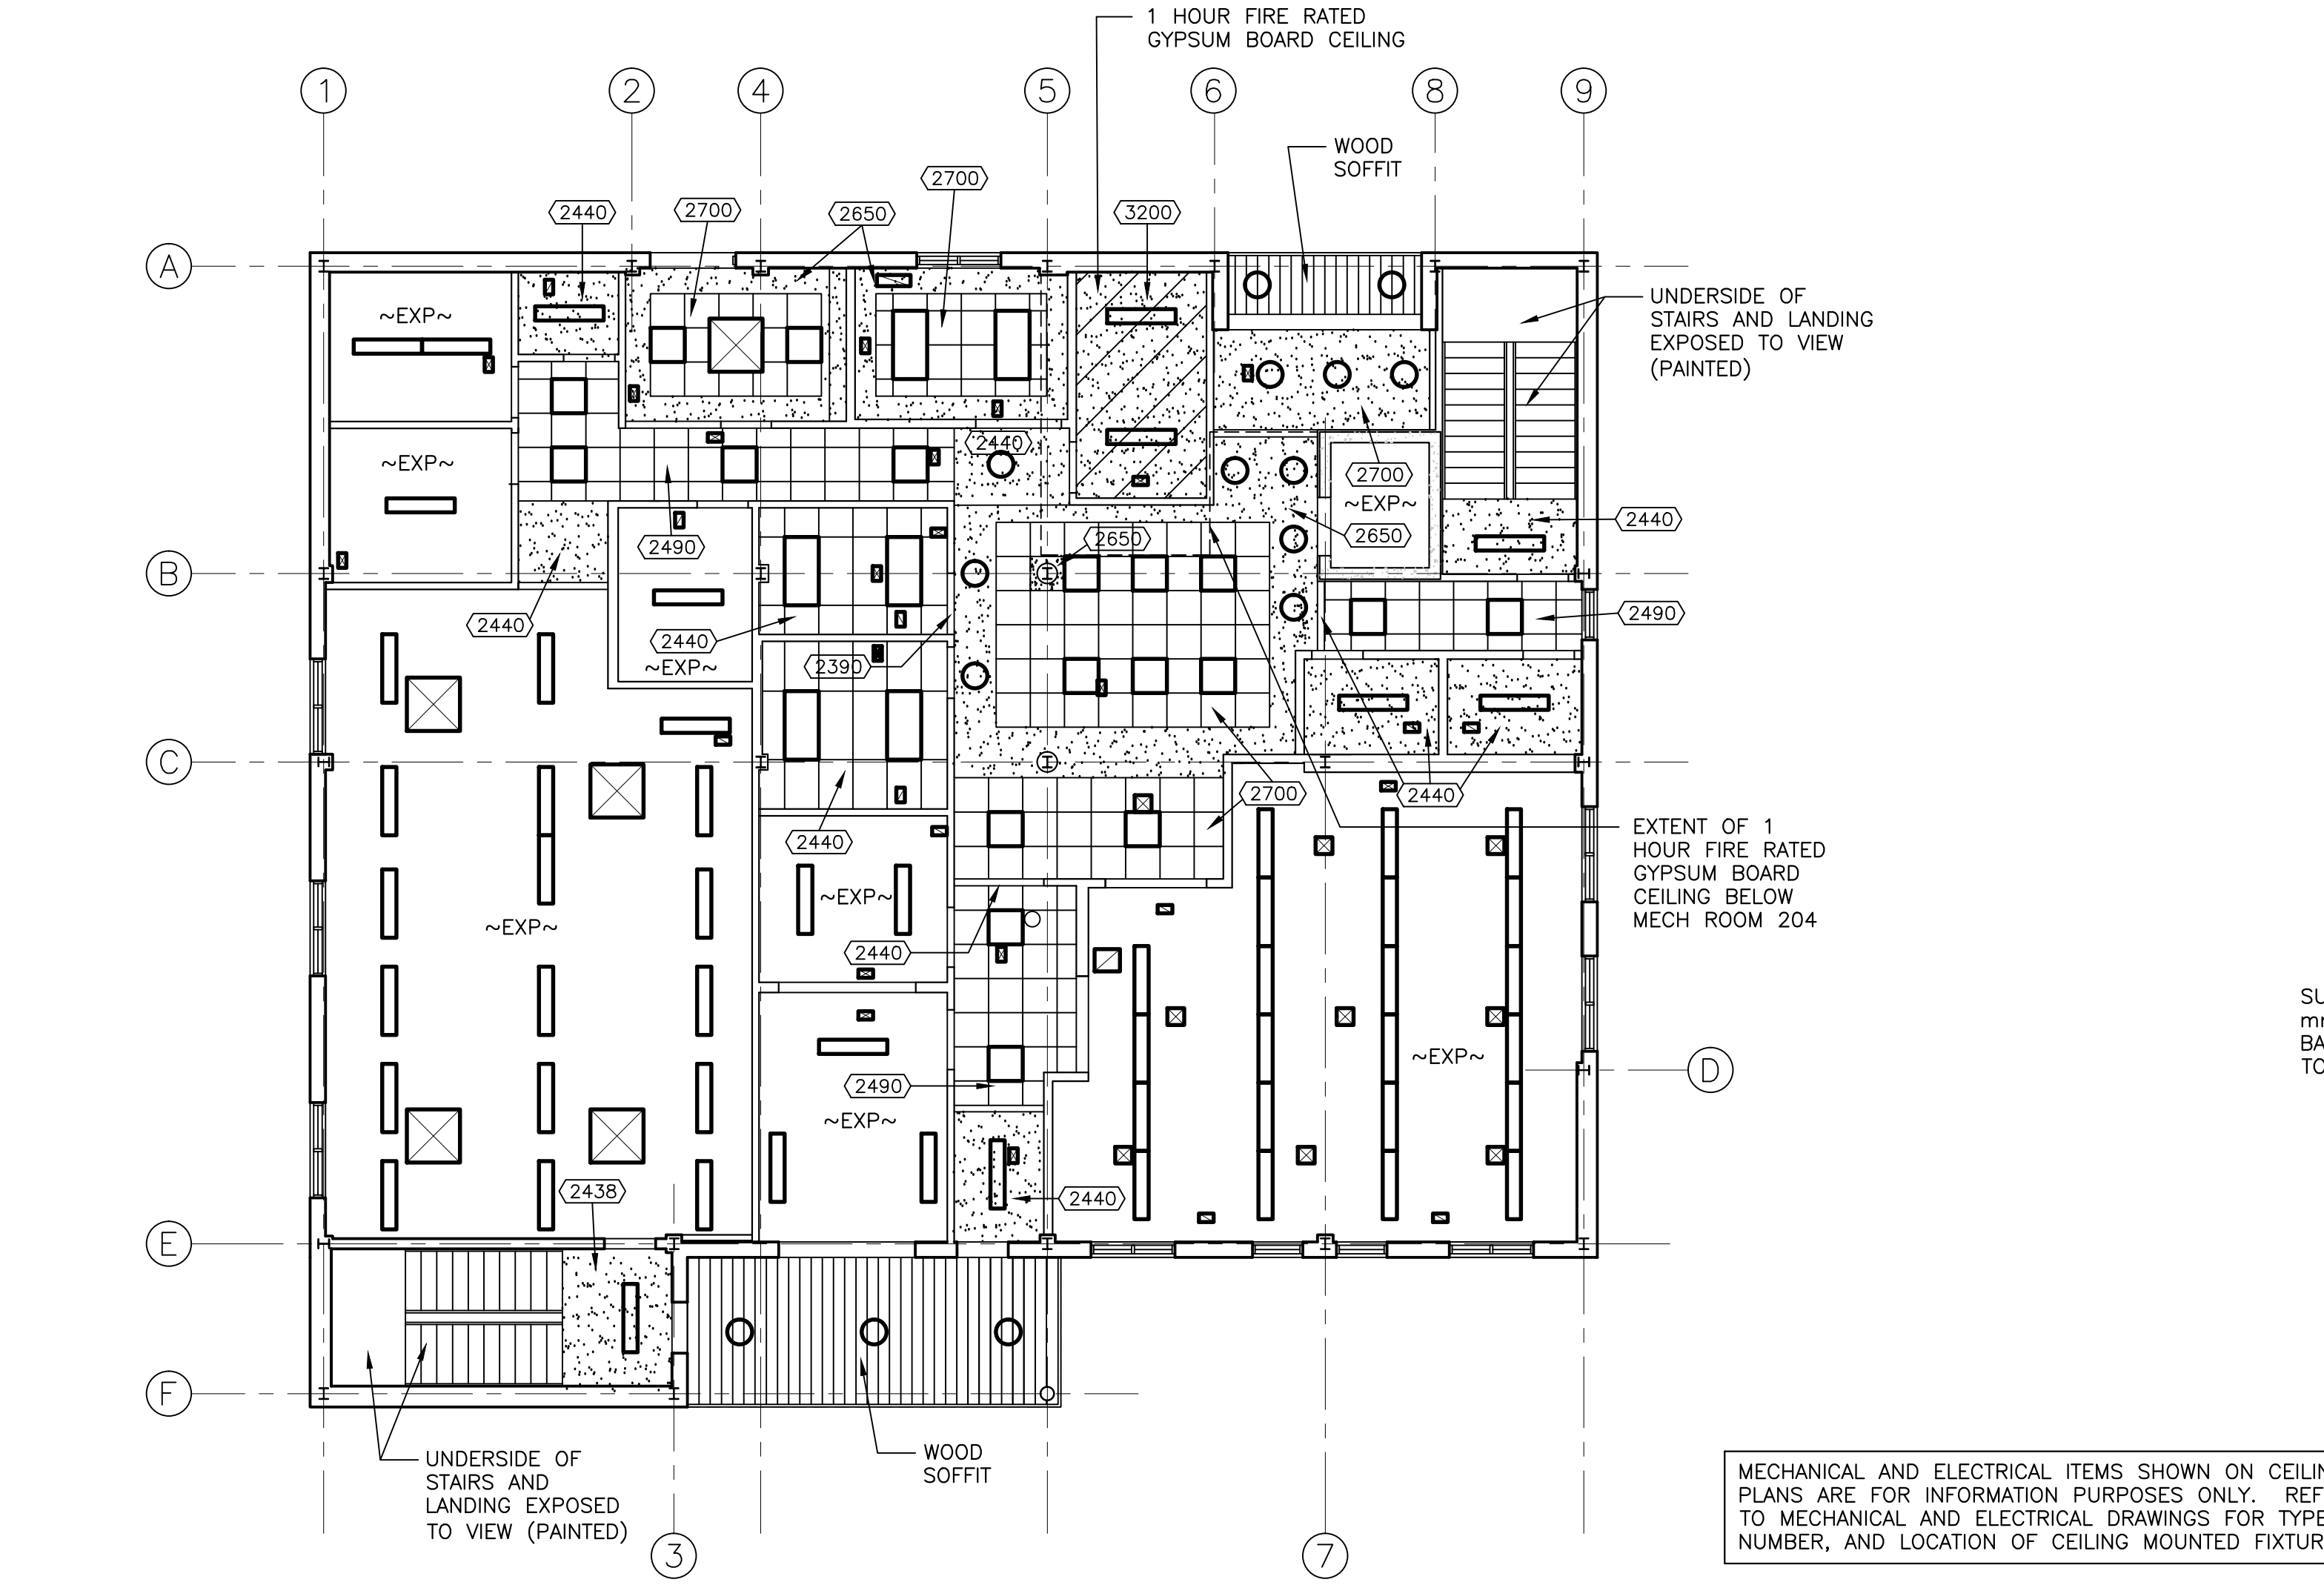 1 HOUR FIRE RATED
GYPSUM BOARD CEILING
1
2
4
5
6
8
9
WOOD
SOFFIT
2700
2440
2700
2650
3200
A
~EXP~
UNDERSIDE OF
STAIRS AND LANDING
EXPOSED TO VIEW
(PAINTED)
~EXP~
2440
2700
~EXP~
2440
2490
2650
2650
B
2440
2440
2490
~EXP~
2390
C
2700
2440
EXTENT OF 1
HOUR FIRE RATED
GYPSUM BOARD
CEILING BELOW
MECH ROOM 204
2440
~EXP~
~EXP~
2440
~EXP~
D
2490
~EXP~
2438
2440
E
F
UNDERSIDE OF
STAIRS AND
LANDING EXPOSED
TO VIEW (PAINTED)
WOOD
SOFFIT
3
7
SU
BA
TO
MECHANICAL AND ELECTRICAL ITEMS SHOWN ON CEILIN
PLANS ARE FOR INFORMATION PURPOSES ONLY. REF
TO MECHANICAL AND ELECTRICAL DRAWINGS FOR TYPE
NUMBER, AND LOCATION OF CEILING MOUNTED FIXTUR